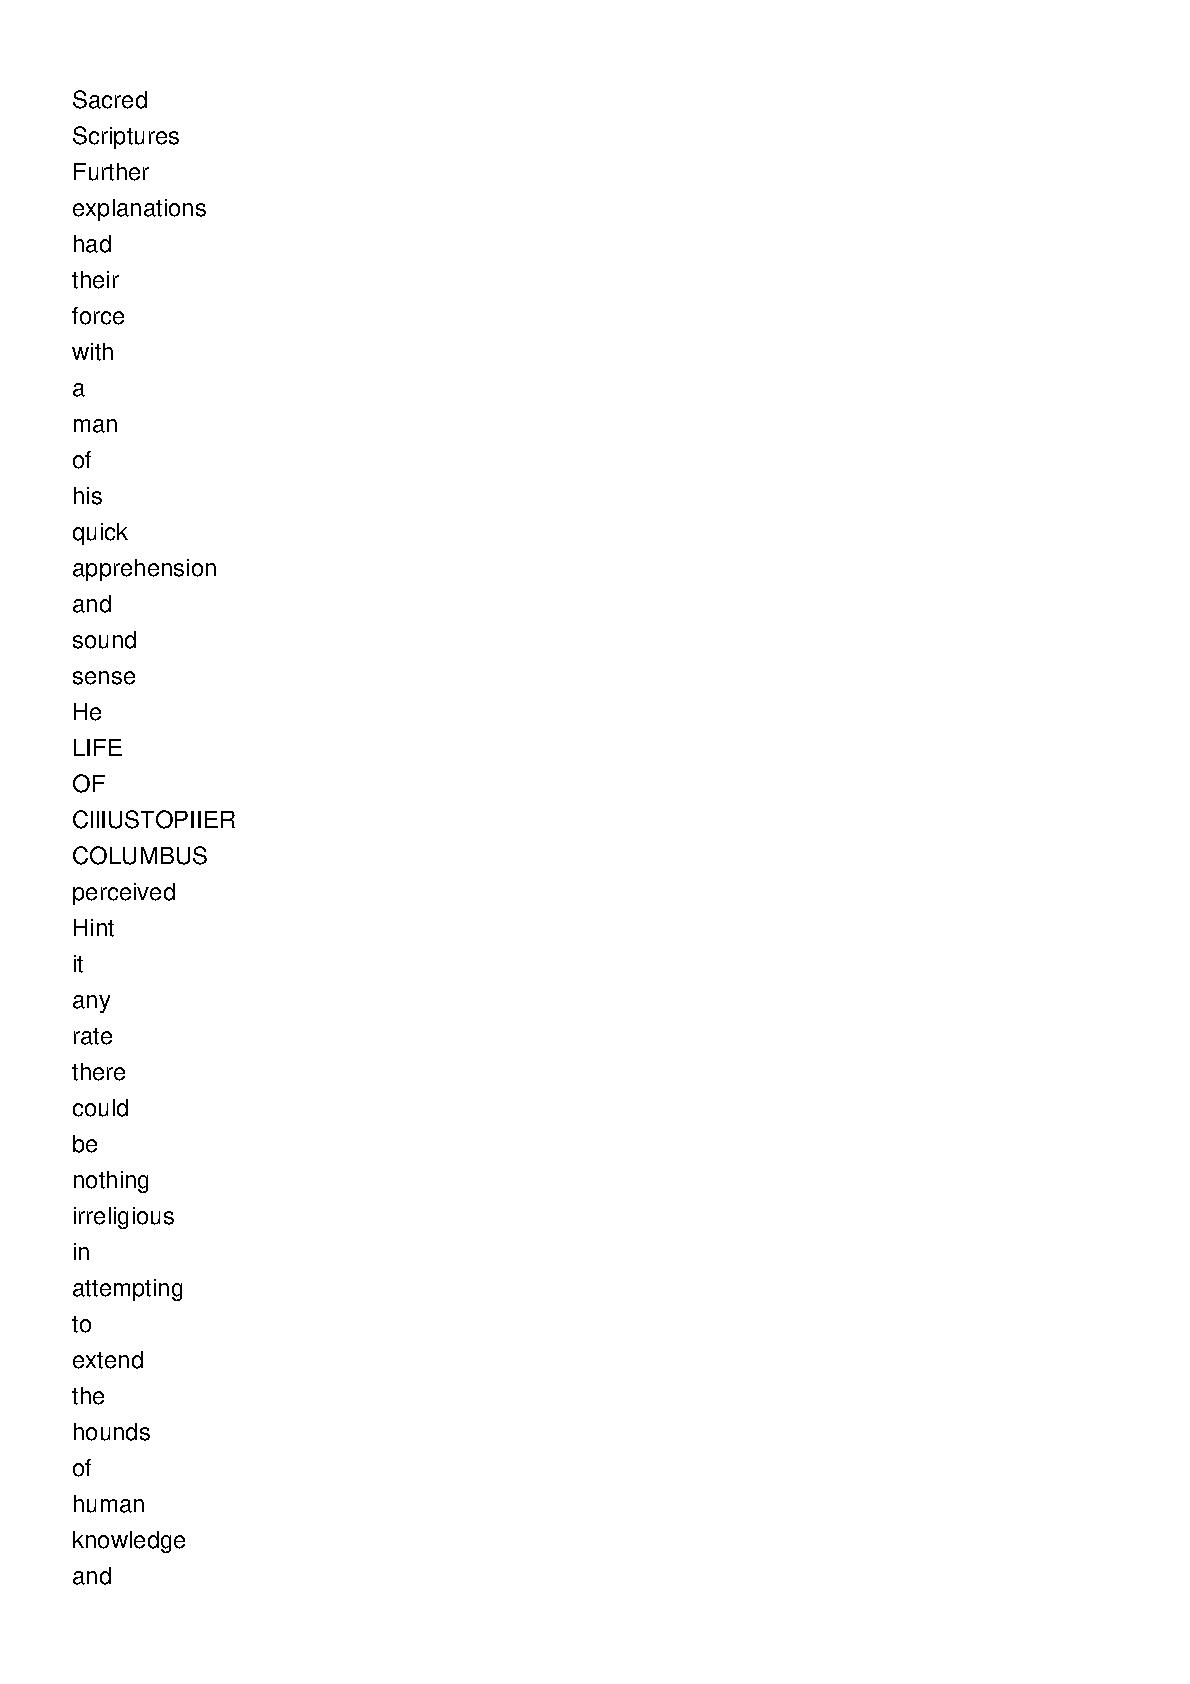 Sacred
Scriptures
Further
explanations
had
their
force
with
a
man
of
his
quick
apprehension
and
sound
sense
He
LIFE
OF
CIIIUSTOPIIER
COLUMBUS
perceived
Hint
it
any
rate
there
could
be
nothing
irreligious
in
attempting
to
extend
the
hounds
of
human
knowledge
and